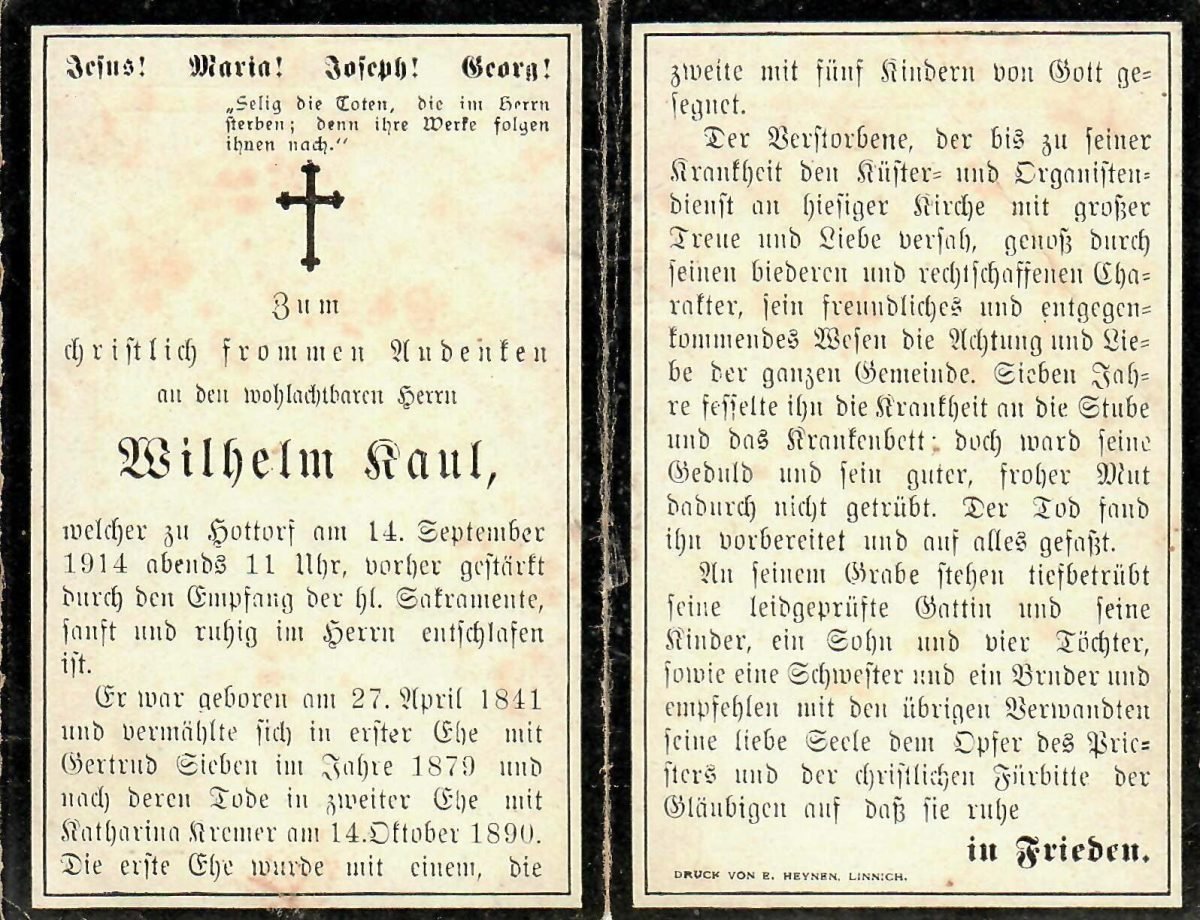 Jesus! Maria! Joseph! Georg!
„Selig die Toten, die im Herrn
sterben; denn ihre Werke folgen
ihnen nach.“
Zum
christlich frommen Andenken
an den wohlachtbaren Herrn
Wilhelm Kaul,
welcher zu Hottorf am 14. September
1914 abends 11 Uhr, vorher gestärkt
durch den Empfang der hl. Sakramente,
sanft und ruhig im Herrn entschlafen
ist.
Er war geboren am 27. April 1841
und vermählte sich in erster Ehe mit
Gertrud Sieben im Jahre 1879 und
nach deren Tode in zweiter Ehe mit
Katharina Kremer am 14. Oktober 1890.
Die erste Ehe wurde mit einem, die
zweite mit fünf Kindern von Gott ge-
segnet.
Der Verstorbene, der bis zu seiner
Krankheit den Küster- und Organisten-
dienst an hiesiger Kirche mit großer
Treue und Liebe versah, genoß durch
seinen biederen und rechtschaffenen Cha-
rakter, sein freundliches und entgegen-
kommendes Wesen die Achtung und Lie-
be der ganzen Gemeinde. Sieben Jah-
re fesselte ihn die Krankheit an die Stube
und das Krankenbett; doch ward seine
Geduld und sein guter, froher Mut
dadurch nicht getrübt. Der Tod fand
ihn vorbereitet und auf alles gefaßt.
An seinem Grabe stehen tiefbetrübt
seine leidgeprüfte Gattin und seine
Kinder, ein Sohn und vier Töchter,
sowie eine Schwester und ein Bruder und
empfehlen mit den übrigen Verwandten
seine liebe Seele dem Opfer des Prie-
sters und der christlichen Fürbitte der
Gläubigen auf daß sie ruhe
in Frieden.
DRUCK VON E. HEYNEN, LINNICH.